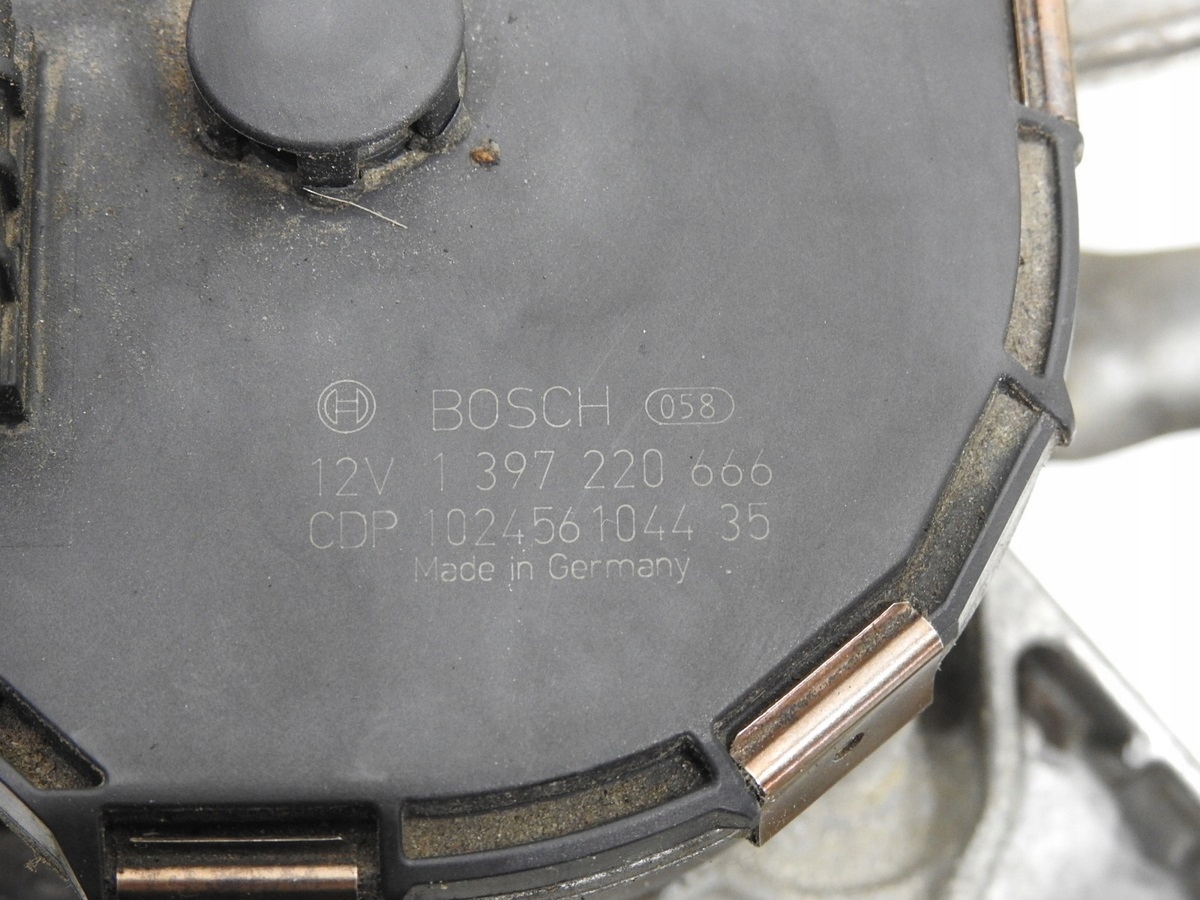 BOSCH 058
12V 1 397 220 666
CDP 1024561044 35
Made in Germany